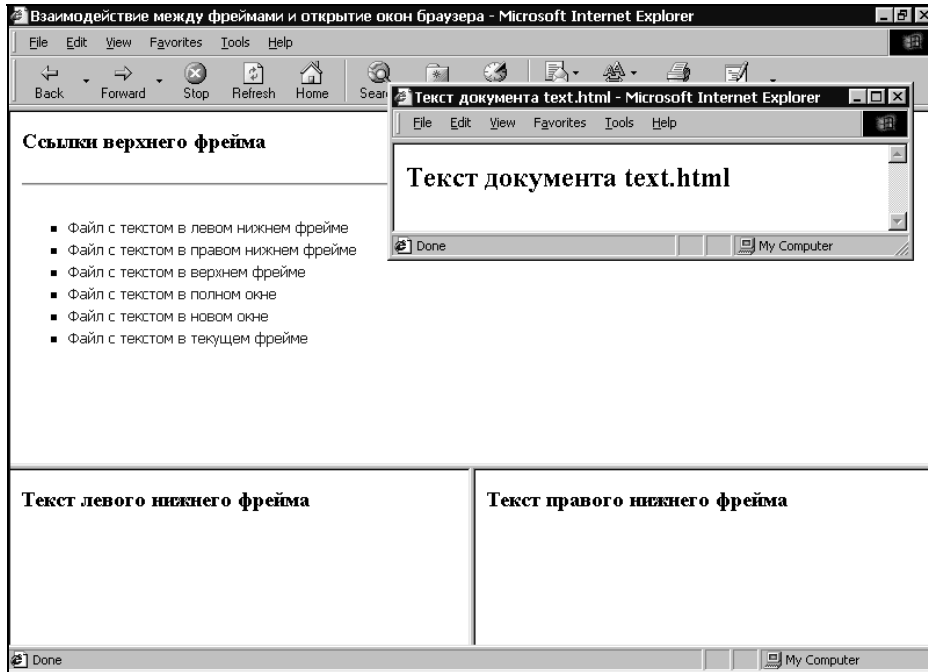 Взаимодействие между фреймами и открытие окон браузера - Microsoft Internet Explorer
File Edit View Favorites Tools Help
Back Forward Stop Refresh Home
Текст документа text.html - Microsoft Internet Explorer
File Edit View Favorites Tools Help
Текст документа text.html
Done My Computer
Ссылки верхнего фрейма
Файл с текстом в левом нижнем фрейме
Файл с текстом в правом нижнем фрейме
Файл с текстом в верхнем фрейме
Файл с текстом в полном окне
Файл с текстом в новом окне
Файл с текстом в текущем фрейме
Текст левого нижнего фрейма
Текст правого нижнего фрейма
Done My Computer